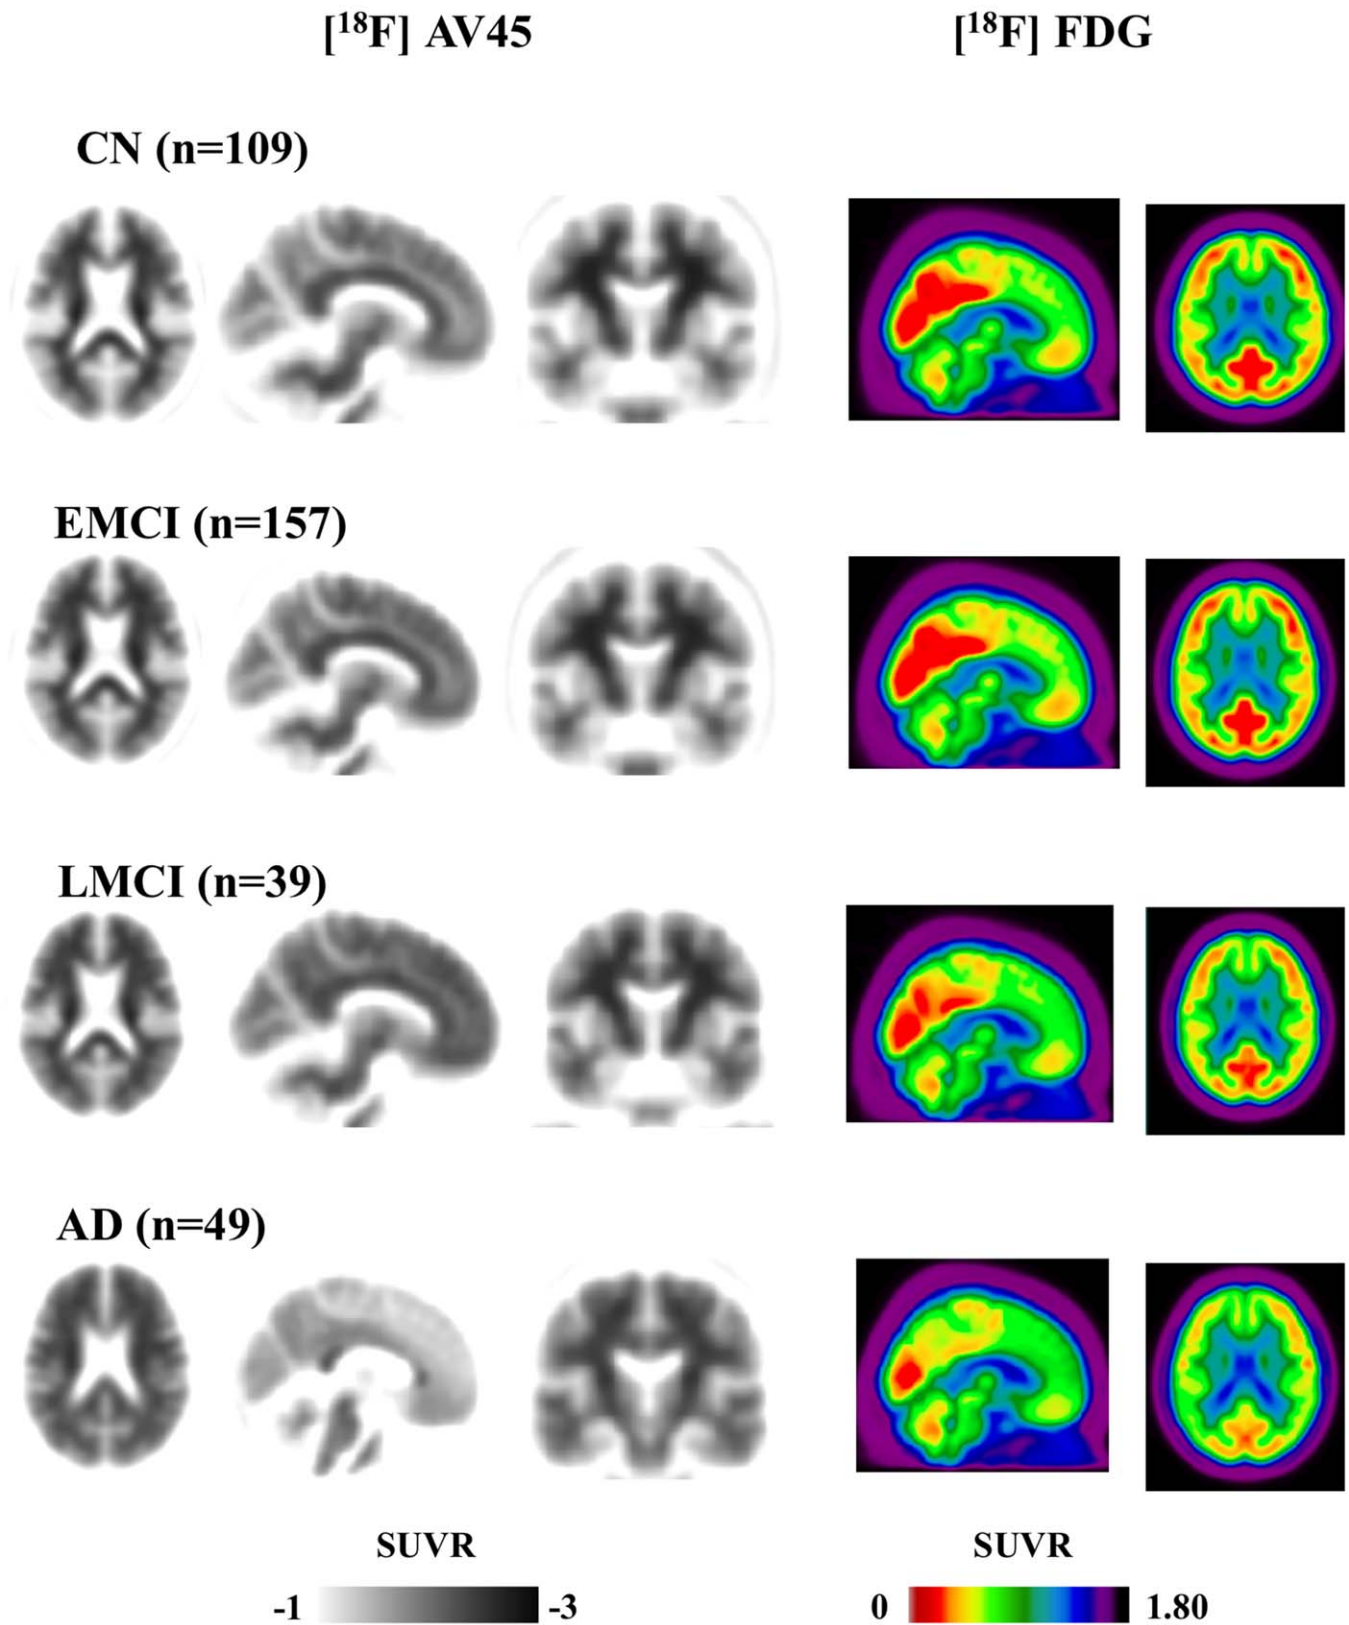 [¹⁸F] AV45 [¹⁸F] FDG
CN (n=109)
EMCI (n=157)
LMCI (n=39)
AD (n=49)
SUVR SUVR
-1 -3 0 1.80